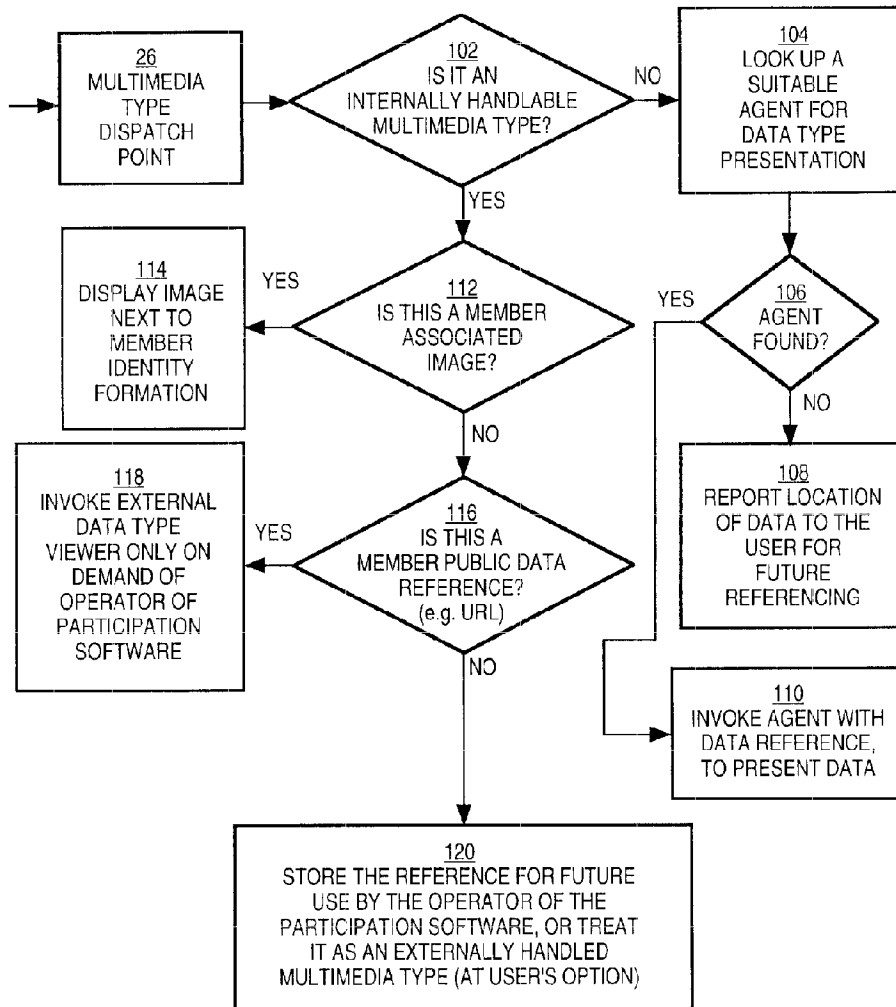 26
MULTIMEDIA
TYPE
DISPATCH
POINT
102
IS IT AN
INTERNALLY HANDLABLE
MULTIMEDIA TYPE?
NO
104
LOOK UP A
SUITABLE
AGENT FOR
DATA TYPE
PRESENTATION
YES
114
DISPLAY IMAGE
NEXT TO
MEMBER
IDENTITY
FORMATION
YES
112
IS THIS A MEMBER
ASSOCIATED
IMAGE?
YES
106
AGENT
FOUND?
NO
NO
118
INVOKE EXTERNAL
DATA TYPE
VIEWER ONLY ON
DEMAND OF
OPERATOR OF
PARTICIPATION
SOFTWARE
YES
116
IS THIS A
MEMBER PUBLIC DATA
REFERENCE?
(e.g. URL)
108
REPORT LOCATION
OF DATA TO THE
USER FOR
FUTURE
REFERENCING
NO
110
INVOKE AGENT WITH
DATA REFERENCE,
TO PRESENT DATA
120
STORE THE REFERENCE FOR FUTURE
USE BY THE OPERATOR OF THE
PARTICIPATION SOFTWARE, OR TREAT
IT AS AN EXTERNALLY HANDLED
MULTIMEDIA TYPE (AT USER'S OPTION)